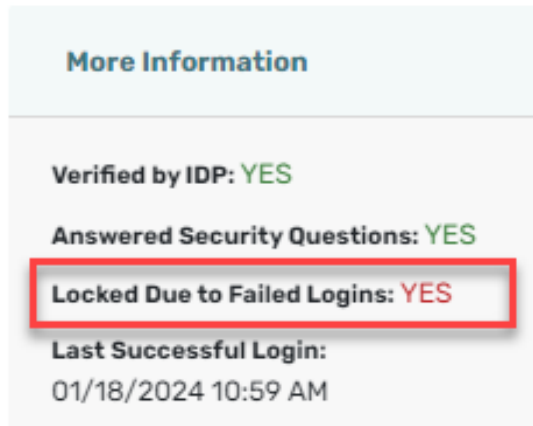 More Information
Verified by IDP: YES
Answered Security Questions: YES
Locked Due to Failed Logins: YES
Last Successful Login:
01/18/2024 10:59 AM